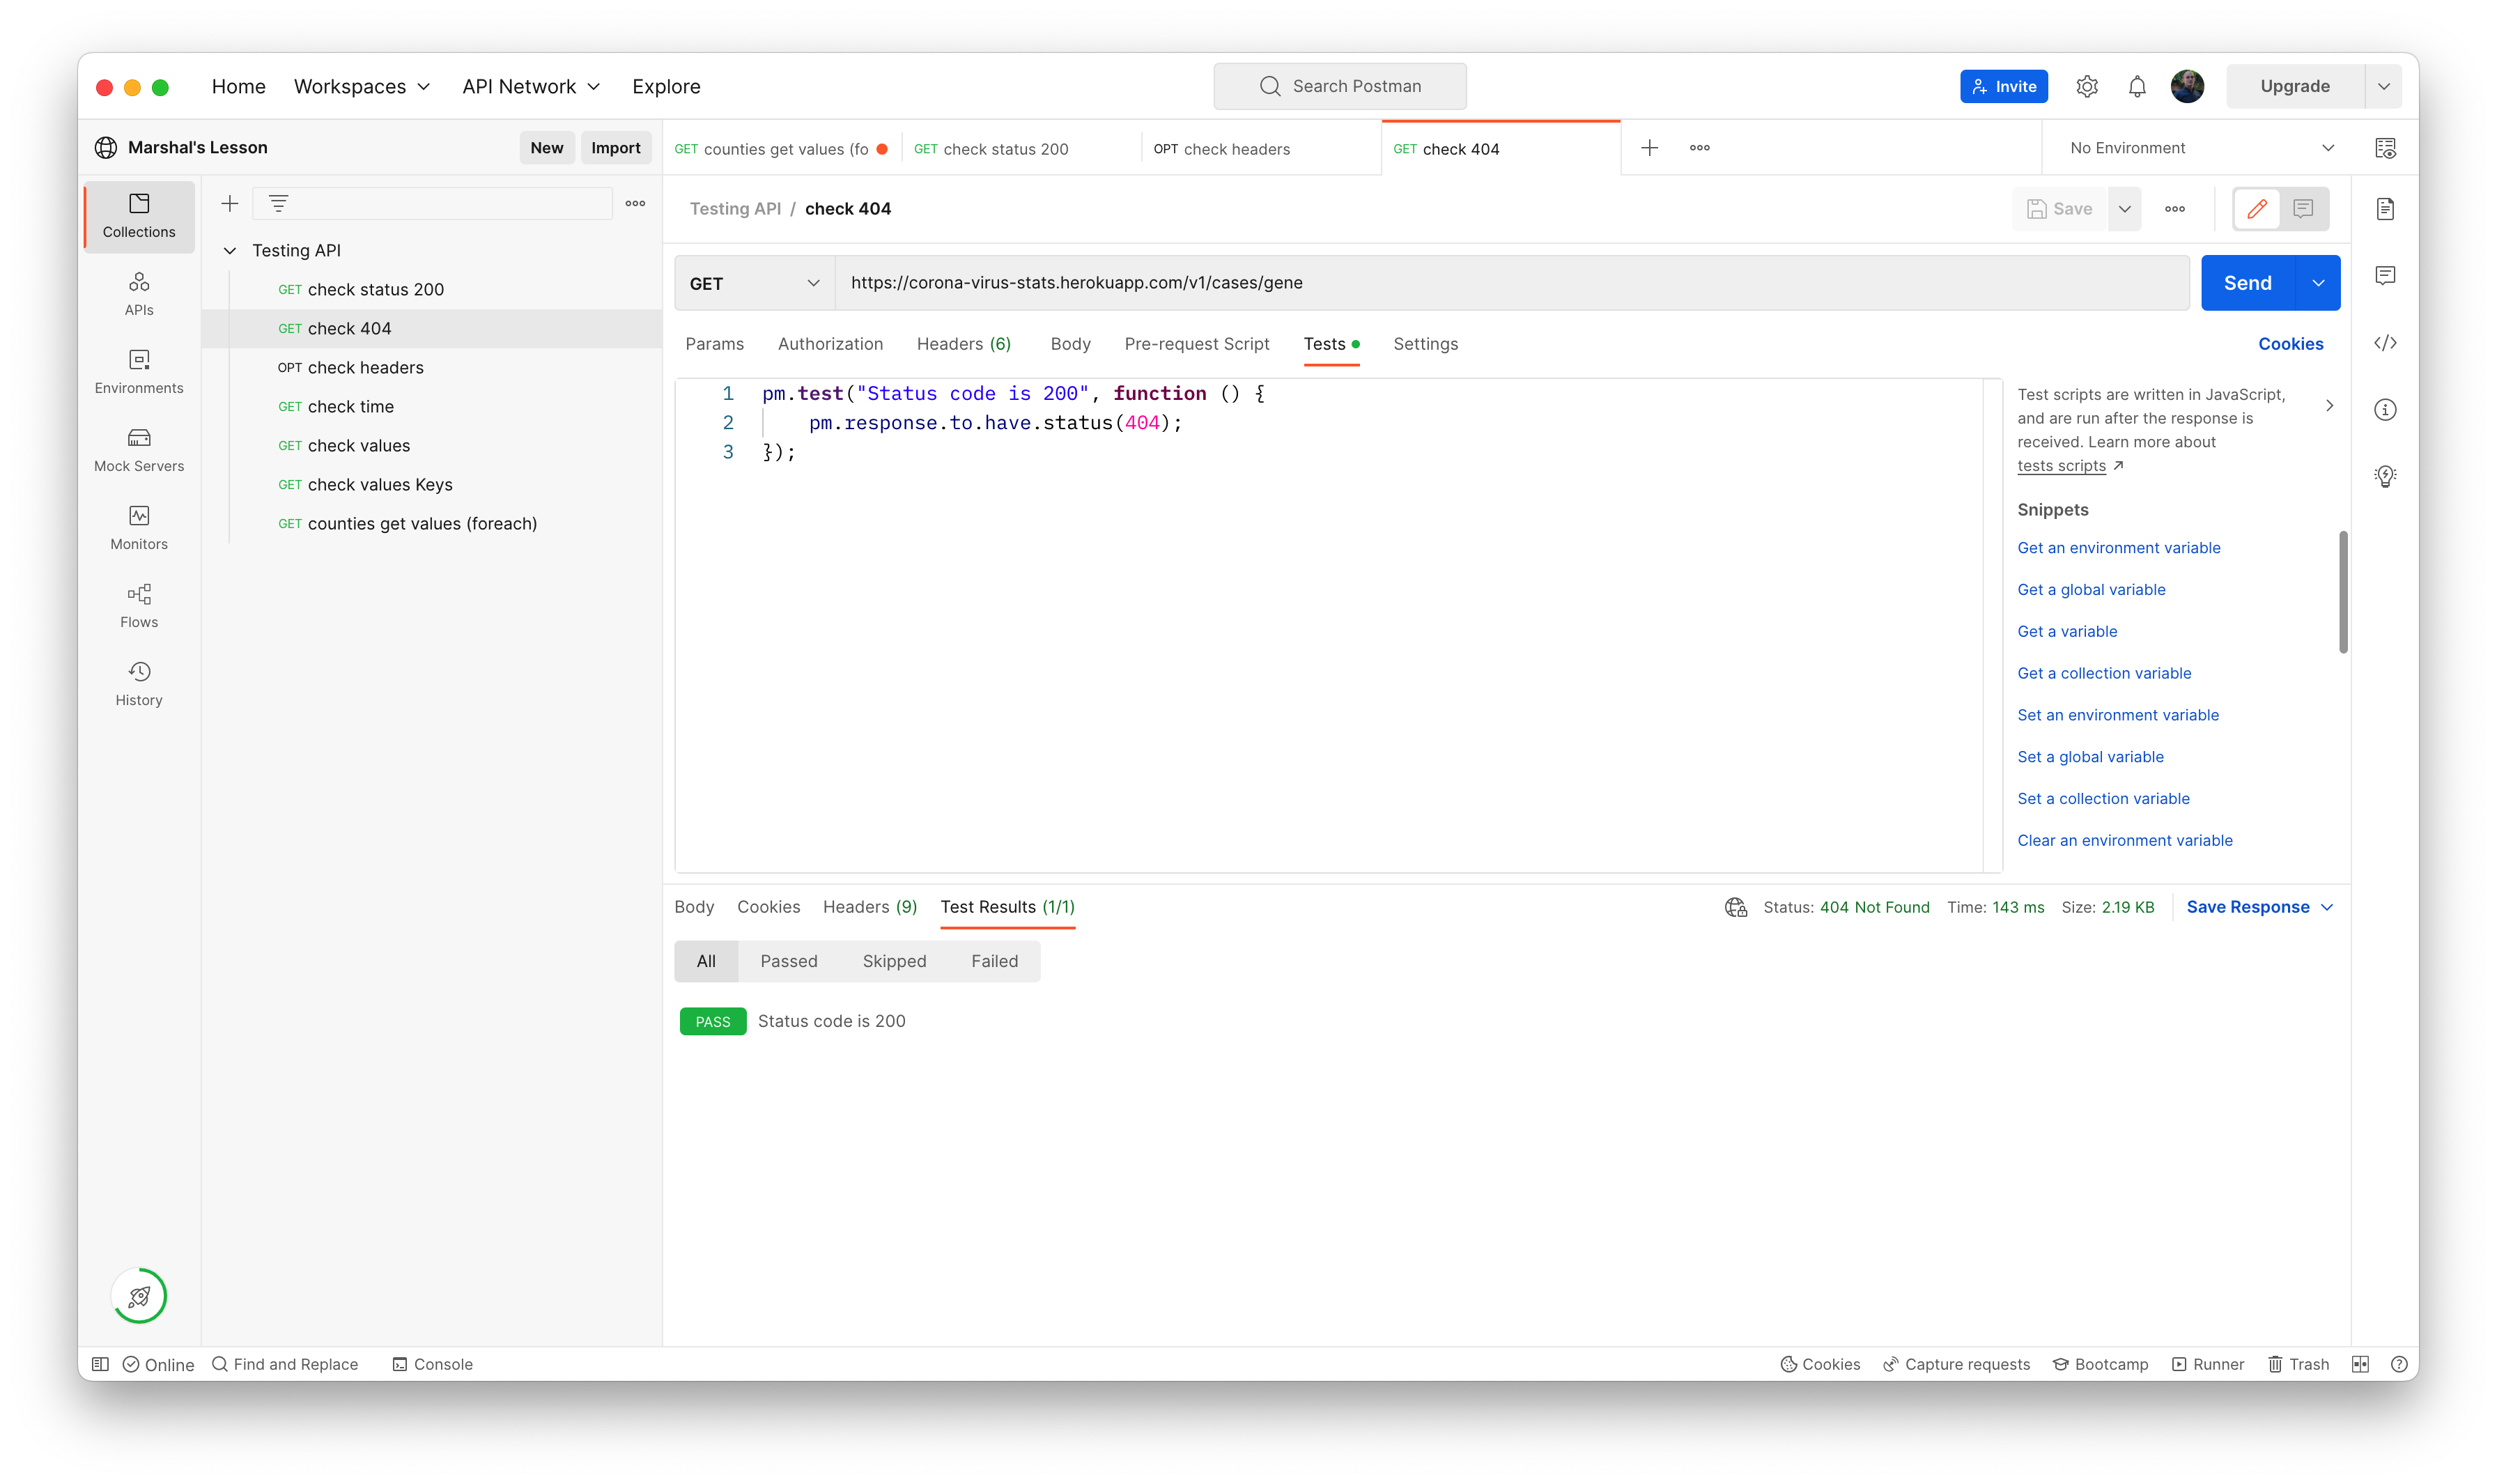 Home Workspaces API Network Explore Search Postman Invite Upgrade
Marshal's Lesson New Import GET counties get values (fo GET check status 200 OPT check headers GET check 404 No Environment
Collections
APIs
Environments
Mock Servers
Monitors
Flows
History
Testing API
GET check status 200
GET check 404
OPT check headers
GET check time
GET check values
GET check values Keys
GET counties get values (foreach)
Testing API / check 404 Save
GET https://corona-virus-stats.herokuapp.com/v1/cases/gene Send
Params Authorization Headers (6) Body Pre-request Script Tests Settings Cookies
1 pm.test("Status code is 200", function () {
2 pm.response.to.have.status(404);
3 });
Test scripts are written in JavaScript,
and are run after the response is
received. Learn more about
tests scripts
Snippets
Get an environment variable
Get a global variable
Get a variable
Get a collection variable
Set an environment variable
Set a global variable
Set a collection variable
Clear an environment variable
Body Cookies Headers (9) Test Results (1/1) Status: 404 Not Found Time: 143 ms Size: 2.19 KB Save Response
All Passed Skipped Failed
PASS Status code is 200
Online Find and Replace Console Cookies Capture requests Bootcamp Runner Trash